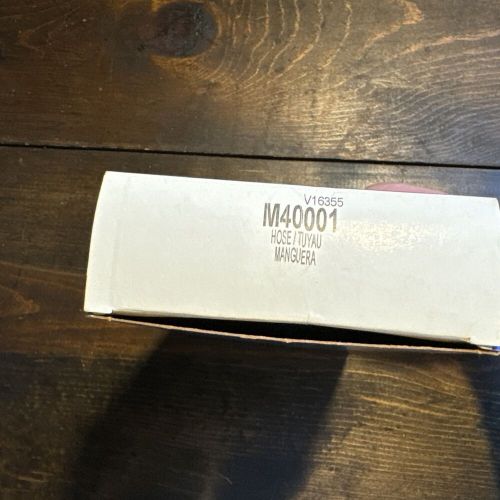 V16355
M40001
HOSE / TUYAU
MANGUERA